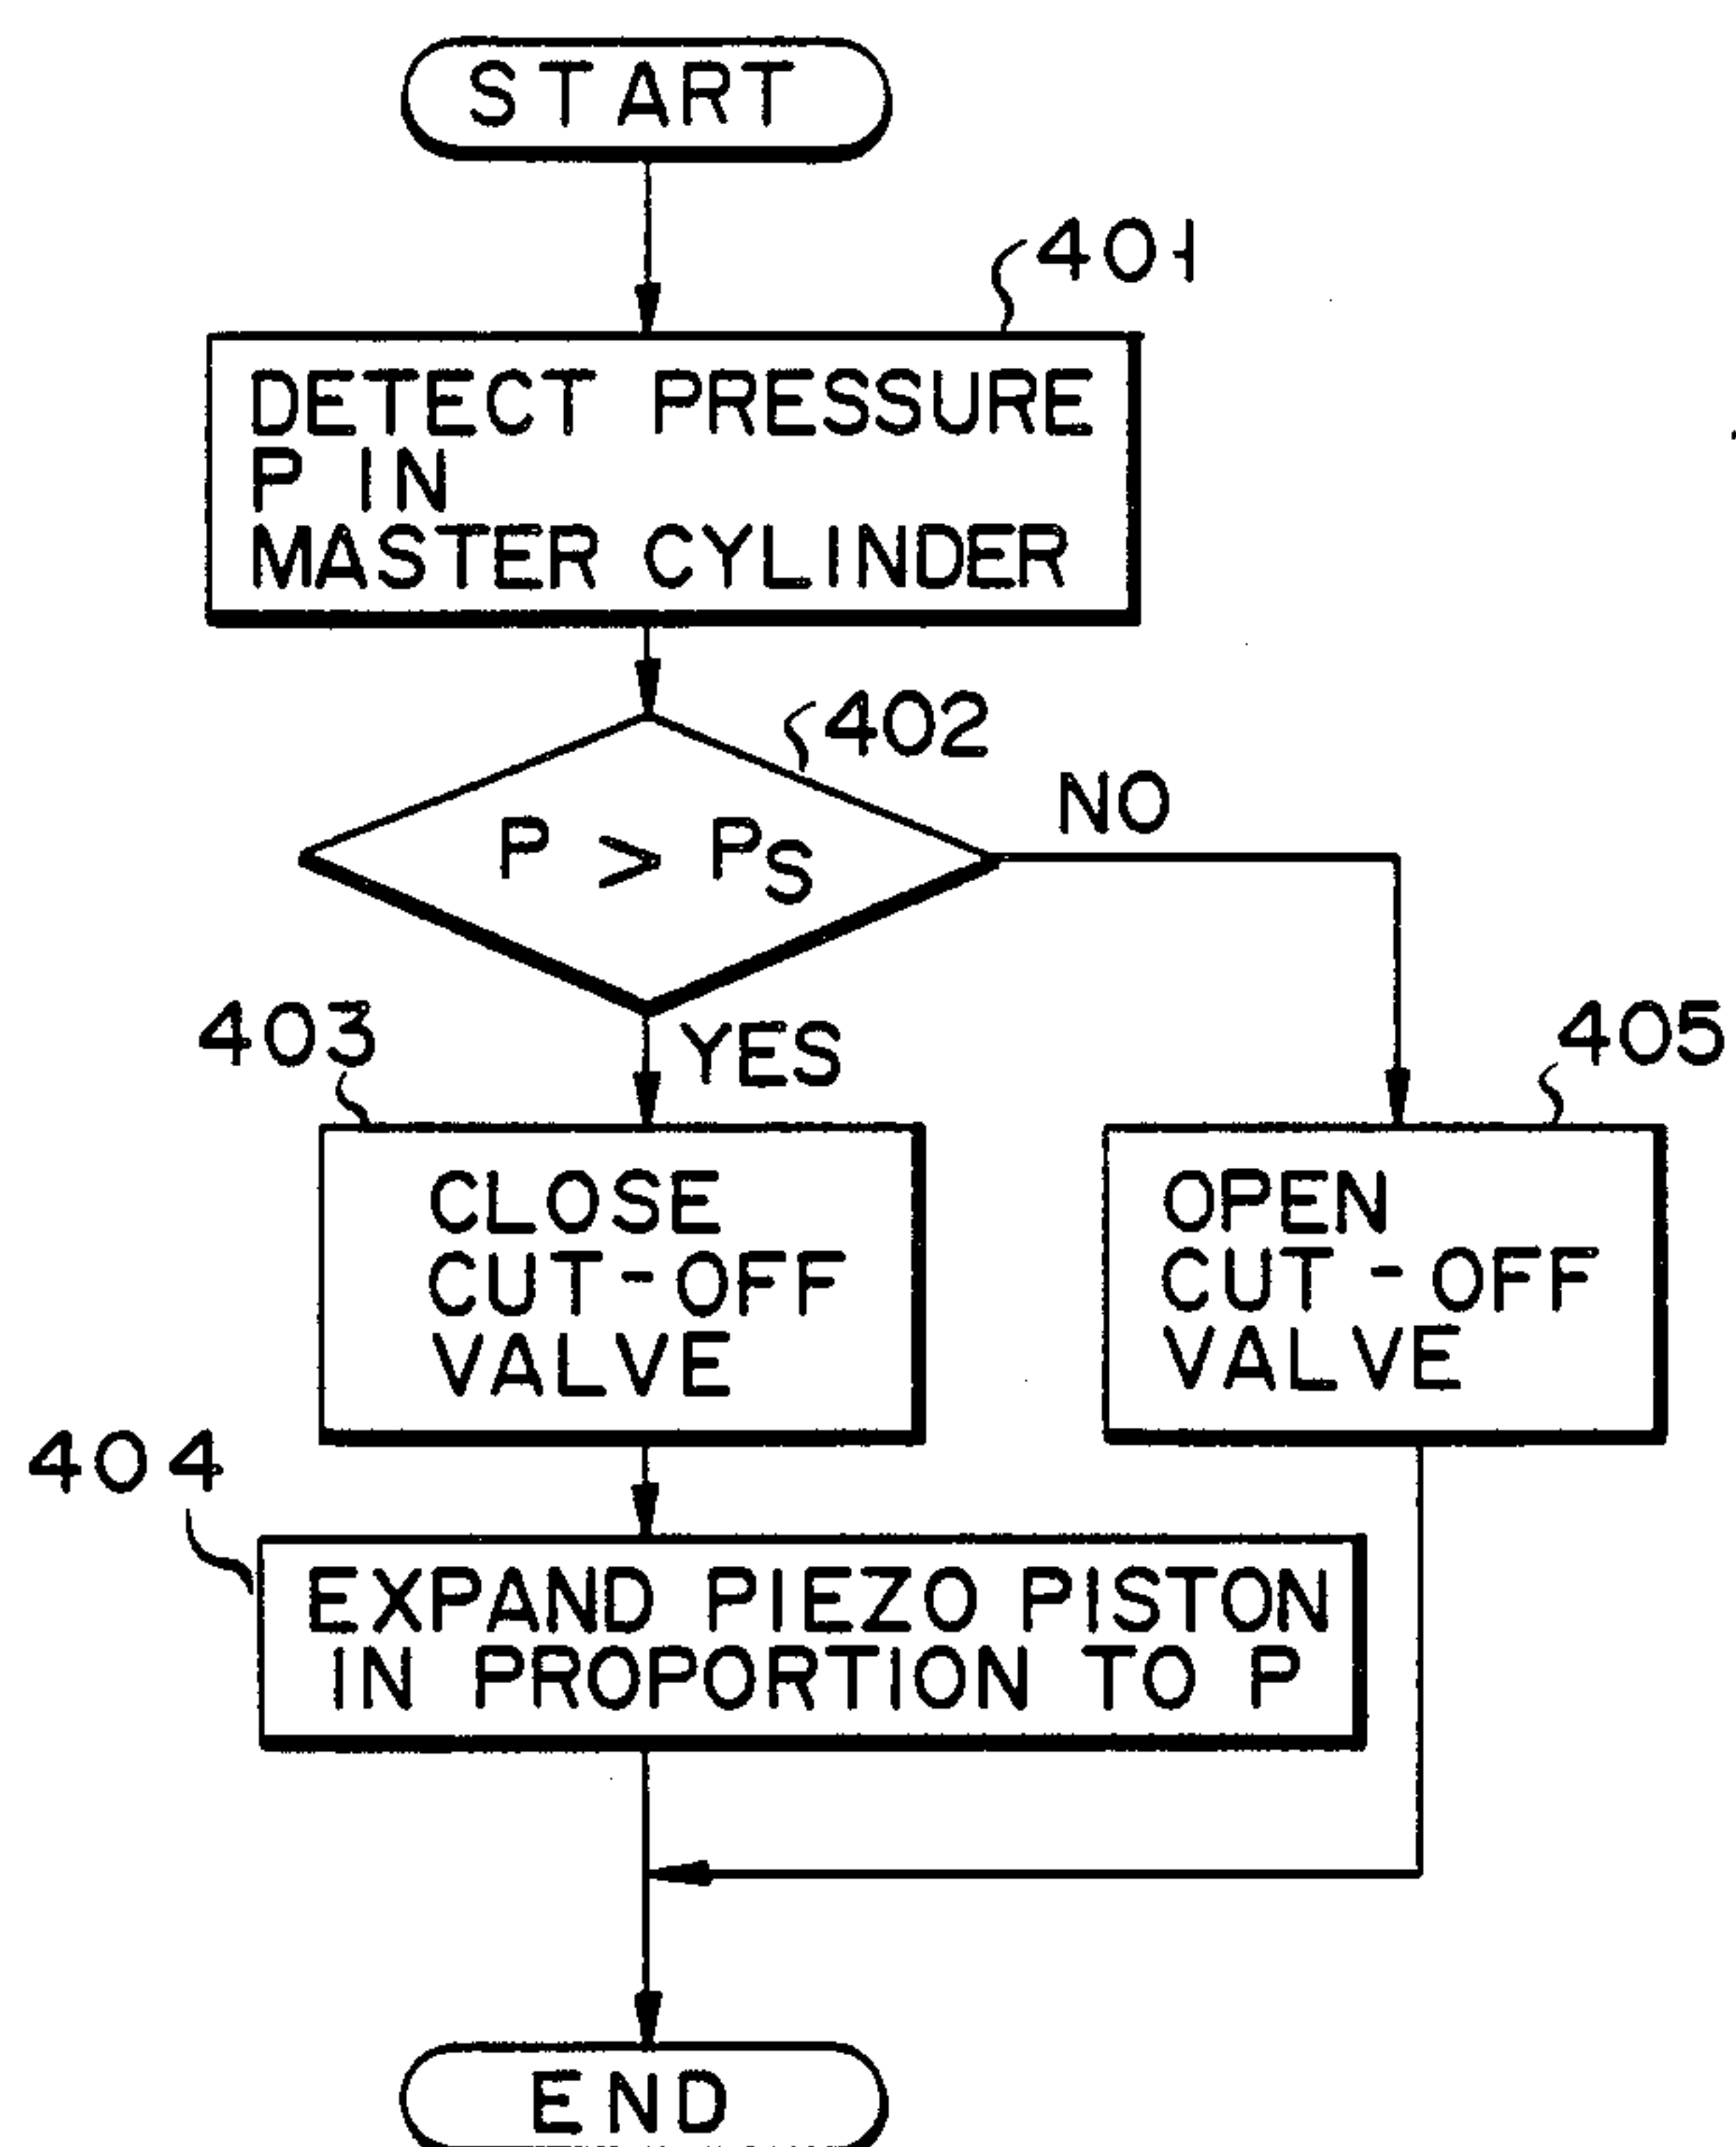 START
401
DETECT PRESSURE
P IN
MASTER CYLINDER
402
P > PS
NO
YES
403
405
CLOSE
CUT-OFF
VALVE
OPEN
CUT-OFF
VALVE
404
EXPAND PIEZO PISTON
IN PROPORTION TO P
END